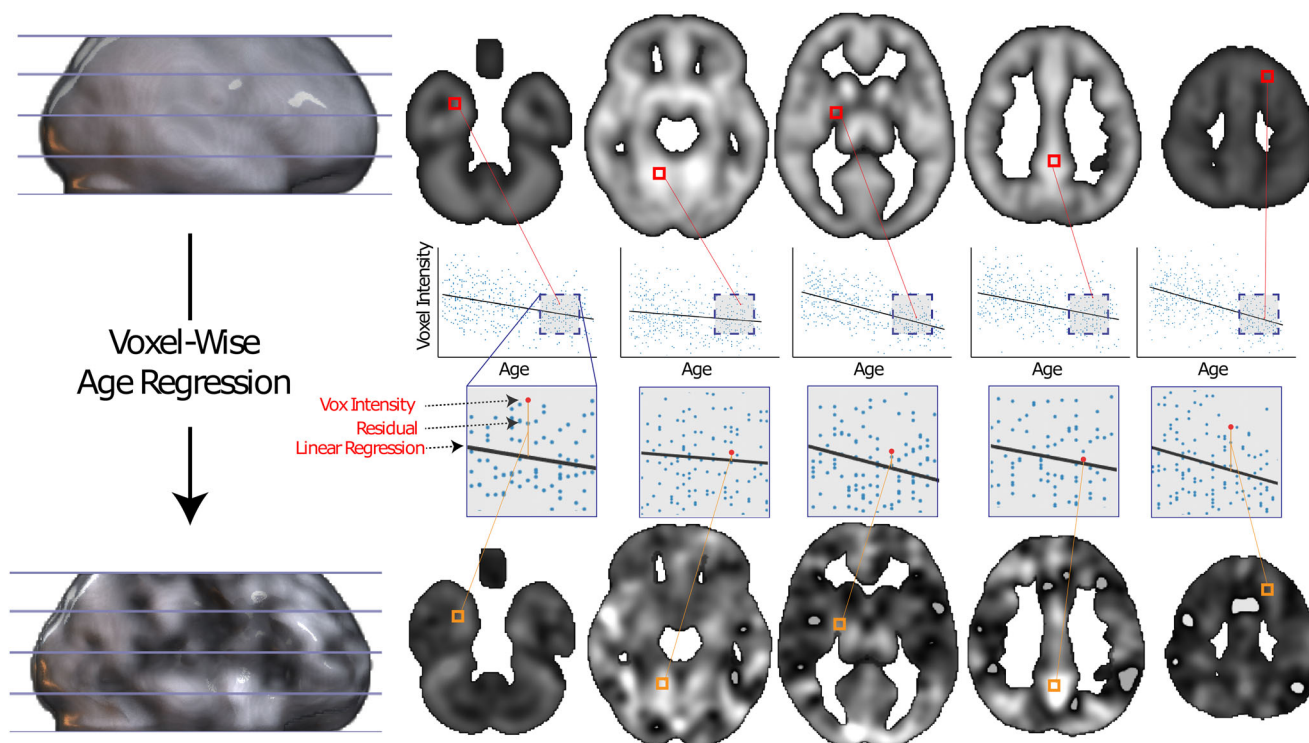 Voxel Intensity
Age
Age
Age
Age
Age
Voxel-Wise
Age Regression
Vox Intensity
Residual
Linear Regression